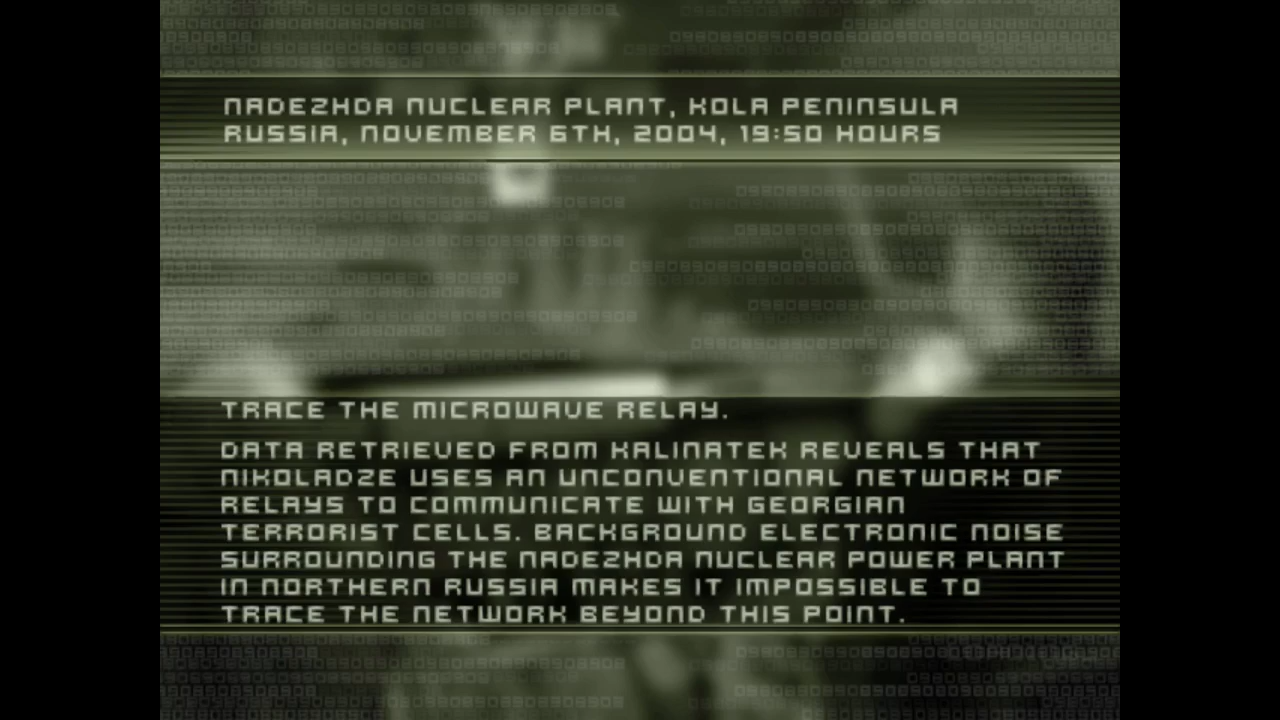 NADEZHDA NUCLEAR PLANT, KOLA PENINSULA
RUSSIA, NOVEMBER 6TH, 2004, 19:50 HOURS
TRACE THE MICROWAVE RELAY.
DATA RETRIEVED FROM KALINATEK REVEALS THAT
NIKOLADZE USES AN UNCONVENTIONAL NETWORK OF
RELAYS TO COMMUNICATE WITH GEORGIAN
TERRORIST CELLS. BACKGROUND ELECTRONIC NOISE
SURROUNDING THE NADEZHDA NUCLEAR POWER PLANT
IN NORTHERN RUSSIA MAKES IT IMPOSSIBLE TO
TRACE THE NETWORK BEYOND THIS POINT.